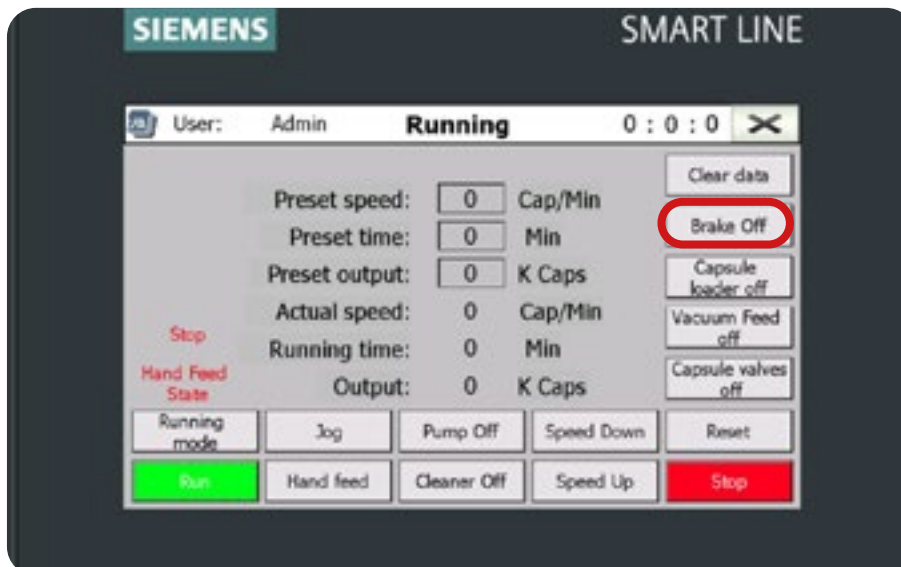 SIEMENS
SMART LINE
User: Admin Running 0 : 0 : 0
Clear data
Preset speed: 0 Cap/Min
Brake Off
Preset time: 0 Min
Preset output: 0 K Caps
Capsule
loader off
Actual speed: 0 Cap/Min
Vacuum Feed
off
Stop
Running time: 0 Min
Hand Feed
State
Capsule valves
off
Output: 0 K Caps
Running
mode
Jog
Pump Off
Speed Down
Reset
Run
Hand feed
Cleaner Off
Speed Up
Stop